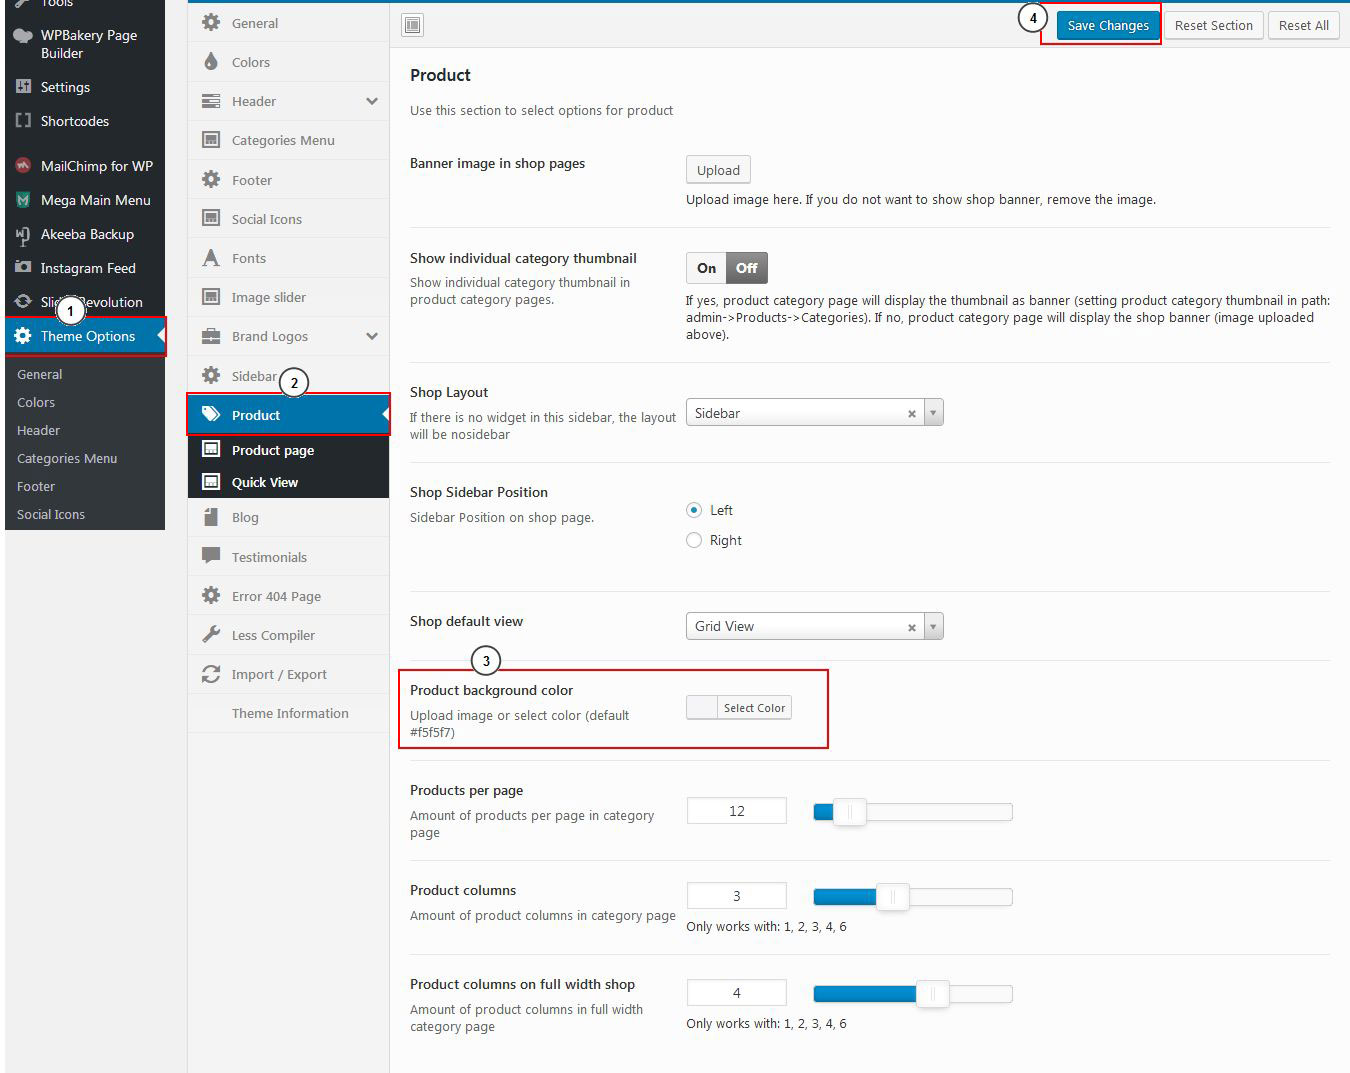 Tools
WPBakery Page
Builder
Settings
Shortcodes
MailChimp for WP
Mega Main Menu
Akeeba Backup
Instagram Feed
Revolution
1
Theme Options
General
Colors
Header
Categories Menu
Footer
Social Icons
General
Colors
Header
Categories Menu
Footer
Social Icons
Fonts
Image slider
Brand Logos
Sidebar
2
Product
Product page
Quick View
Blog
Testimonials
Error 404 Page
Less Compiler
Import / Export
Theme Information
4
Save Changes
Reset Section
Reset All
Product
Use this section to select options for product
Banner image in shop pages
Upload
Upload image here. If you do not want to show shop banner, remove the image.
Show individual category thumbnail
Show individual category thumbnail in
product category pages.
On Off
If yes, product category page will display the thumbnail as banner (setting product category thumbnail in path:
admin->Products->Categories). If no, product category page will display the shop banner (image uploaded
above).
Shop Layout
If there is no widget in this sidebar, the layout
will be nosidebar
Sidebar
Shop Sidebar Position
Sidebar Position on shop page.
Left
Right
Shop default view
Grid View
3
Product background color
Upload image or select color (default
#f5f5f7)
Select Color
Products per page
Amount of products per page in category
page
12
Product columns
Amount of product columns in category page
3
Only works with: 1, 2, 3, 4, 6
Product columns on full width shop
Amount of product columns in full width
category page
4
Only works with: 1, 2, 3, 4, 6